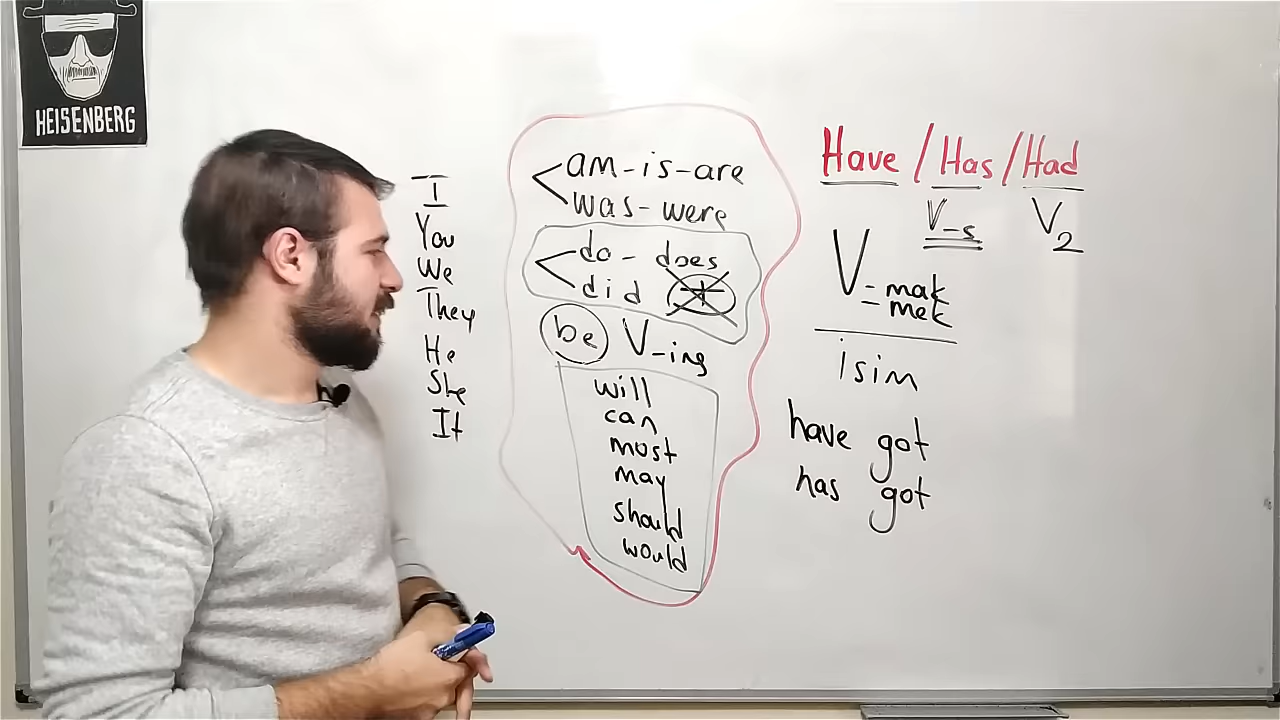 HEISENBERG
I
You
We
They
He
She
It
am-is-are
was-were
do - does
did +
be V-ing
will
can
must
may
should
would
Have / Has / Had
V-s V2
V-mak
-mek
isim
have got
has got